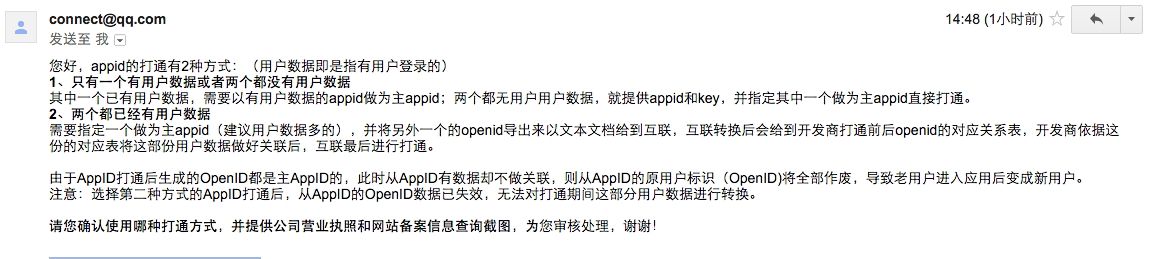 connect@qq.com
14:48 (1小时前)
发送至 我
您好，appid的打通有2种方式：（用户数据即是指有用户登录的）
1、只有一个有用户数据或者两个都没有用户数据
其中一个已有用户数据，需要以有用户数据的appid做为主appid；两个都无用户用户数据，就提供appid和key，并指定其中一个做为主appid直接打通。
2、两个都已经有用户数据
需要指定一个做为主appid（建议用户数据多的），并将另外一个的openid导出来以文本文档给到互联，互联转换后会给到开发商打通前后openid的对应关系表，开发商依据这
份的对应表将这部份用户数据做好关联后，互联最后进行打通。
由于AppID打通后生成的OpenID都是主AppID的，此时从AppID有数据却不做关联，则从AppID的原用户标识（OpenID)将全部作废，导致老用户进入应用后变成新用户。
注意：选择第二种方式的AppID打通后，从AppID的OpenID数据已失效，无法对打通期间这部分用户数据进行转换。
请您确认使用哪种打通方式，并提供公司营业执照和网站备案信息查询截图，为您审核处理，谢谢！